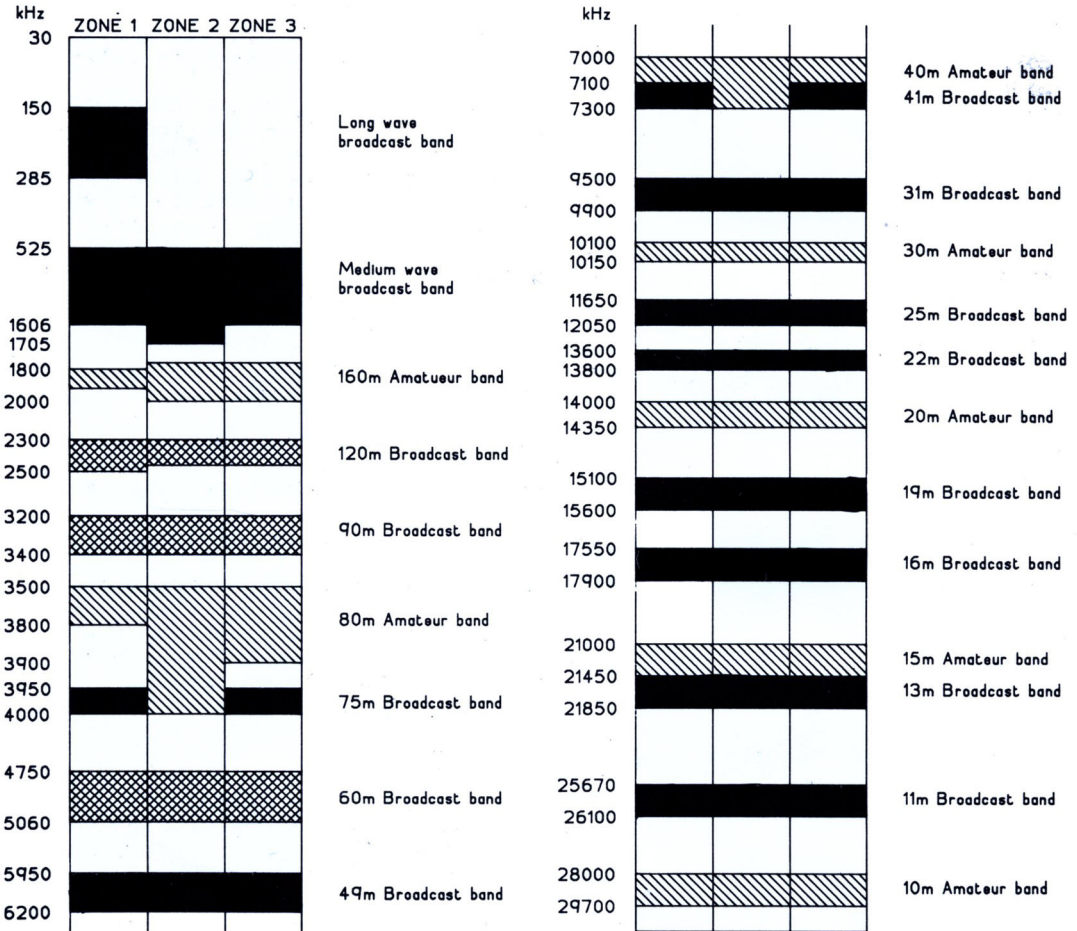 kHz
ZONE 1 ZONE 2 ZONE 3
30
150
Long wave
broadcast band
285
525
Medium wave
broadcast band
1606
1705
1800
160m Amatueur band
2000
2300
120m Broadcast band
2500
3200
90m Broadcast band
3400
3500
80m Amateur band
3800
3900
3950
75m Broadcast band
4000
4750
60m Broadcast band
5060
5950
49m Broadcast band
6200
kHz
7000
40m Amateur band
7100
41m Broadcast band
7300
9500
31m Broadcast band
9900
10100
30m Amateur band
10150
11650
25m Broadcast band
12050
13600
22m Broadcast band
13800
14000
20m Amateur band
14350
15100
19m Broadcast band
15600
17550
16m Broadcast band
17900
21000
15m Amateur band
21450
13m Broadcast band
21850
25670
11m Broadcast band
26100
28000
10m Amateur band
29700